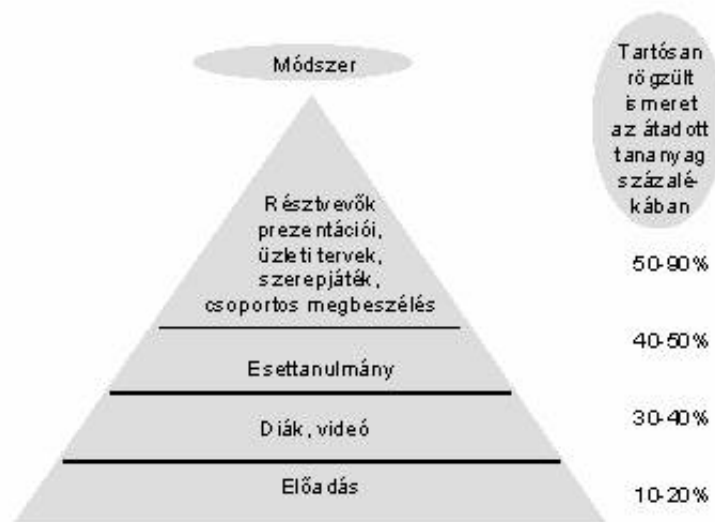 Módszer
Tartósan
rögzült
ismeret
az átadott
tananyag
százalé-
kában
Résztvevők
prezentációi,
üzleti tervek,
szerepjáték,
csoportos megbeszélés
50-90%
Esettanulmány
40-50%
Diák, videó
30-40%
Előadás
10-20%